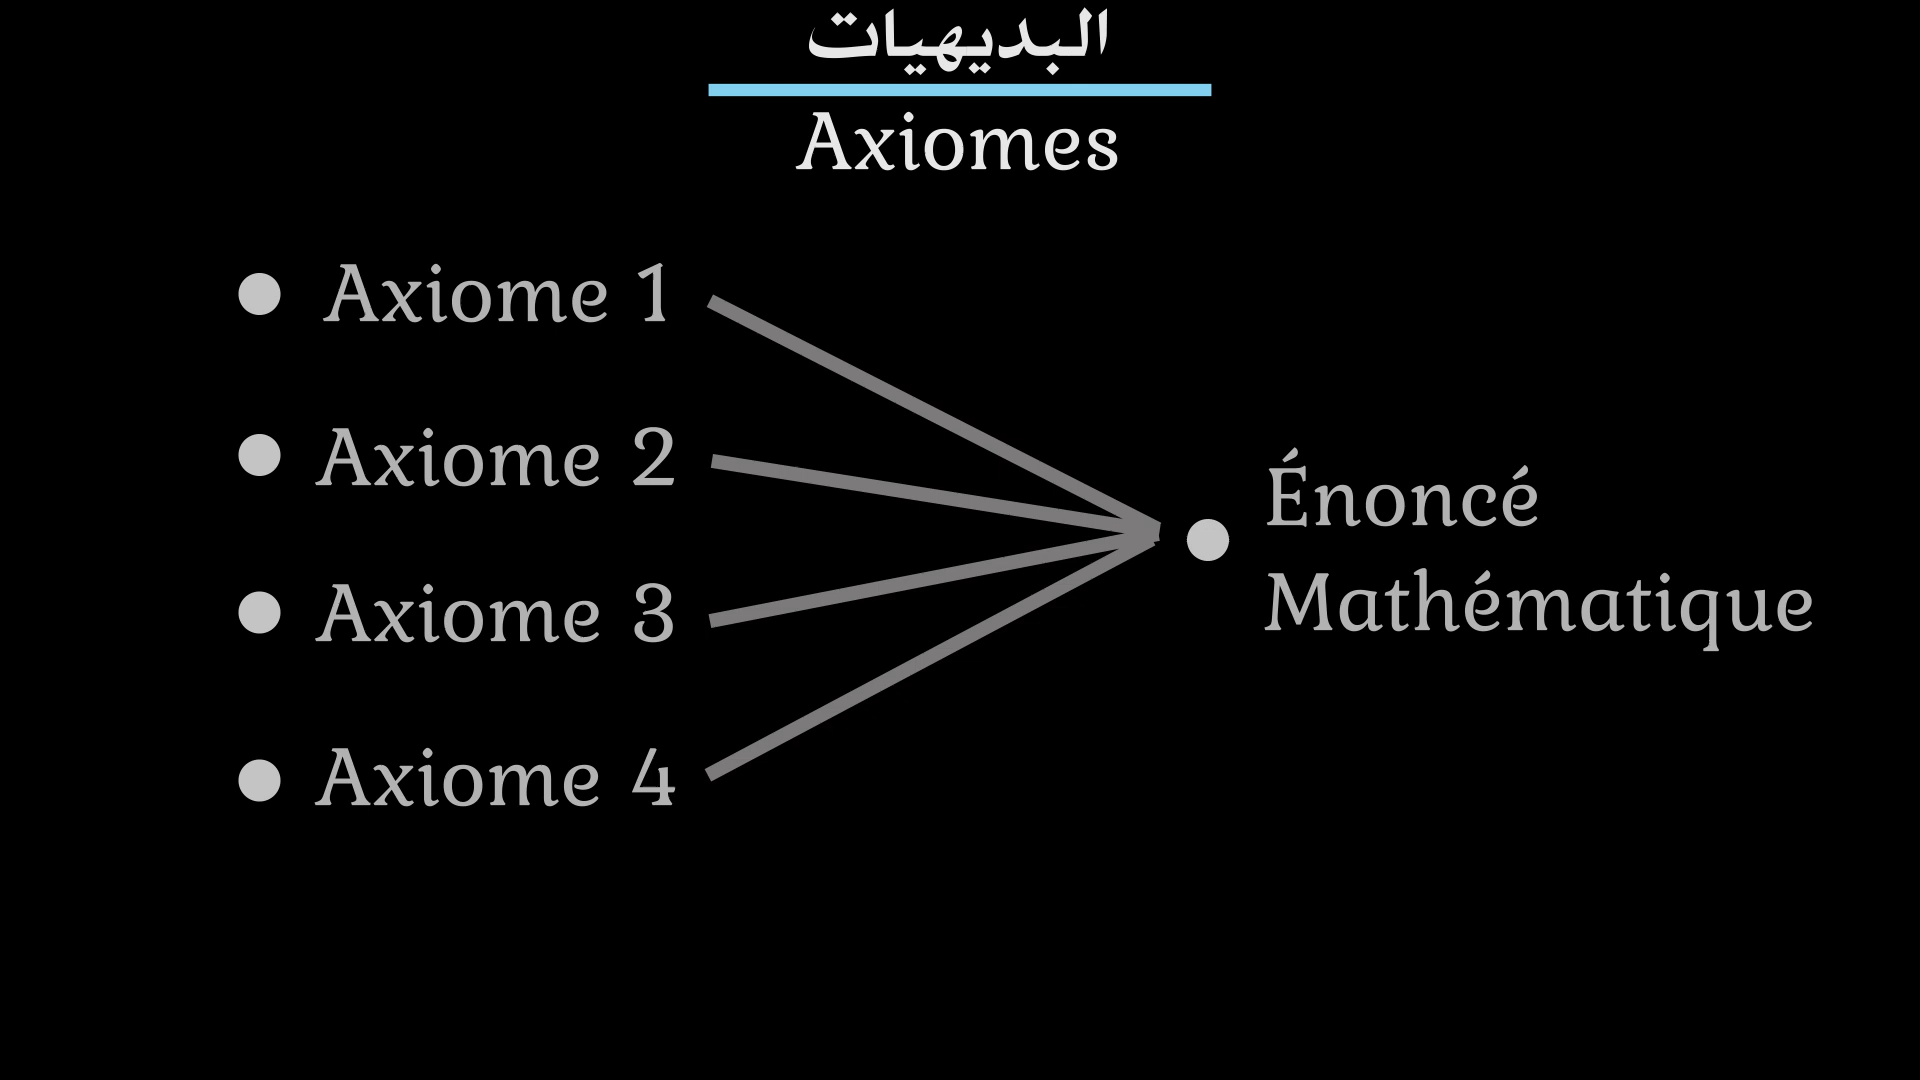 البديهيات
Axiomes
Axiome 1
Axiome 2
Axiome 3
Axiome 4
Énoncé
Mathématique